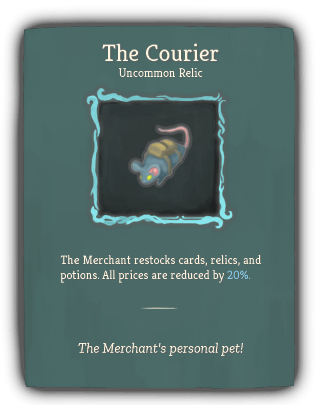 The Courier
Uncommon Relic
The Merchant restocks cards, relics, and
potions. All prices are reduced by 20%.
The Merchant's personal pet!